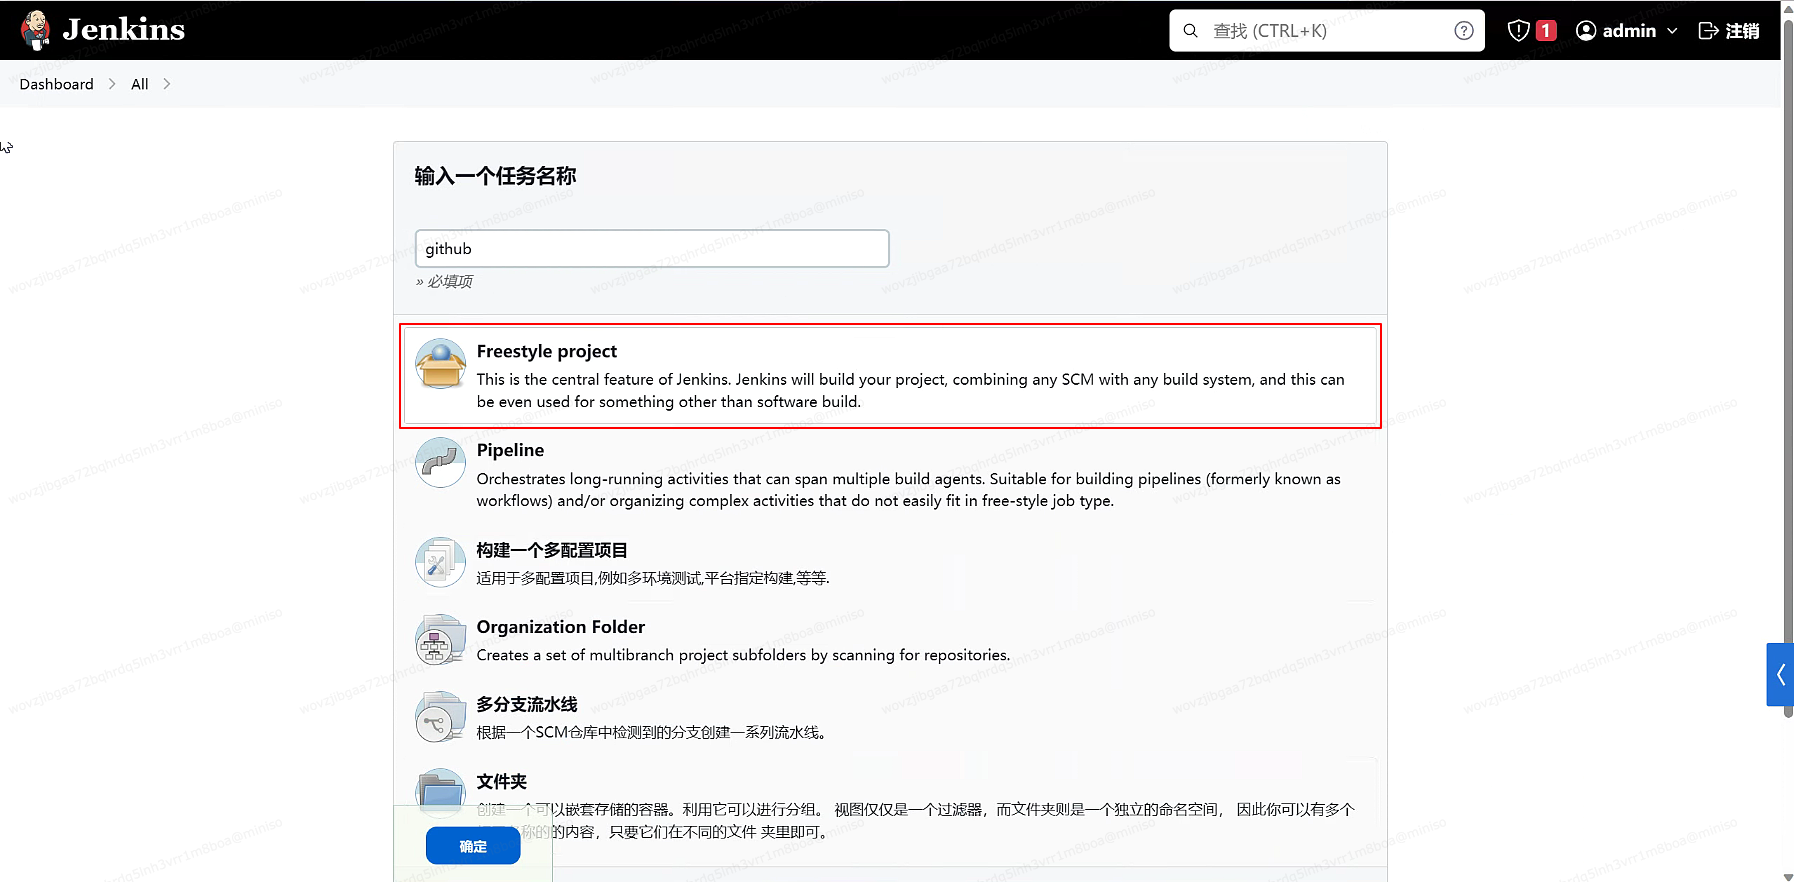 Jenkins
查找 (CTRL+K)
1
admin
注销
Dashboard
All
输入一个任务名称
github
» 必填项
Freestyle project
This is the central feature of Jenkins. Jenkins will build your project, combining any SCM with any build system, and this can
be even used for something other than software build.
Pipeline
Orchestrates long-running activities that can span multiple build agents. Suitable for building pipelines (formerly known as
workflows) and/or organizing complex activities that do not easily fit in free-style job type.
构建一个多配置项目
适用于多配置项目,例如多环境测试,平台指定构建,等等.
Organization Folder
Creates a set of multibranch project subfolders by scanning for repositories.
多分支流水线
根据一个SCM仓库中检测到的分支创建一系列流水线。
文件夹
创建一个可以嵌套存储的容器。利用它可以进行分组。 视图仅仅是一个过滤器，而文件夹则是一个独立的命名空间， 因此你可以有多个
称的的内容，只要它们在不同的文件 夹里即可。
确定